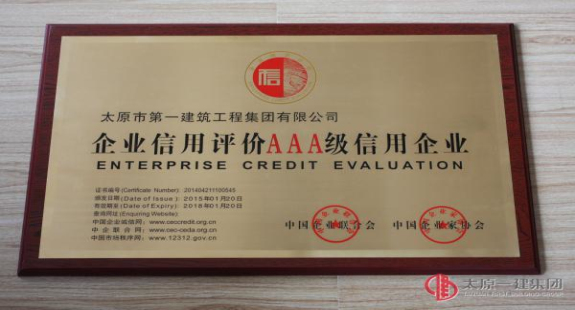 信
太原市第一建筑工程集团有限公司
企业信用评价AAA级信用企业
ENTERPRISE CREDIT EVALUATION
证书编号(Certificate Number): 201404211100545
颁发日期(Date of Issue): 2015年01月20日
有效期至(Date of Expiry): 2018年01月20日
查询网址(Enquiring Website):
中国企业诚信网: www.cecredit.org.cn
中企联合网: www.cec-ceda.org.cn
中国市场秩序网: www.12312.gov.cn
中国企业联合会 中国企业家协会
太原一建集团